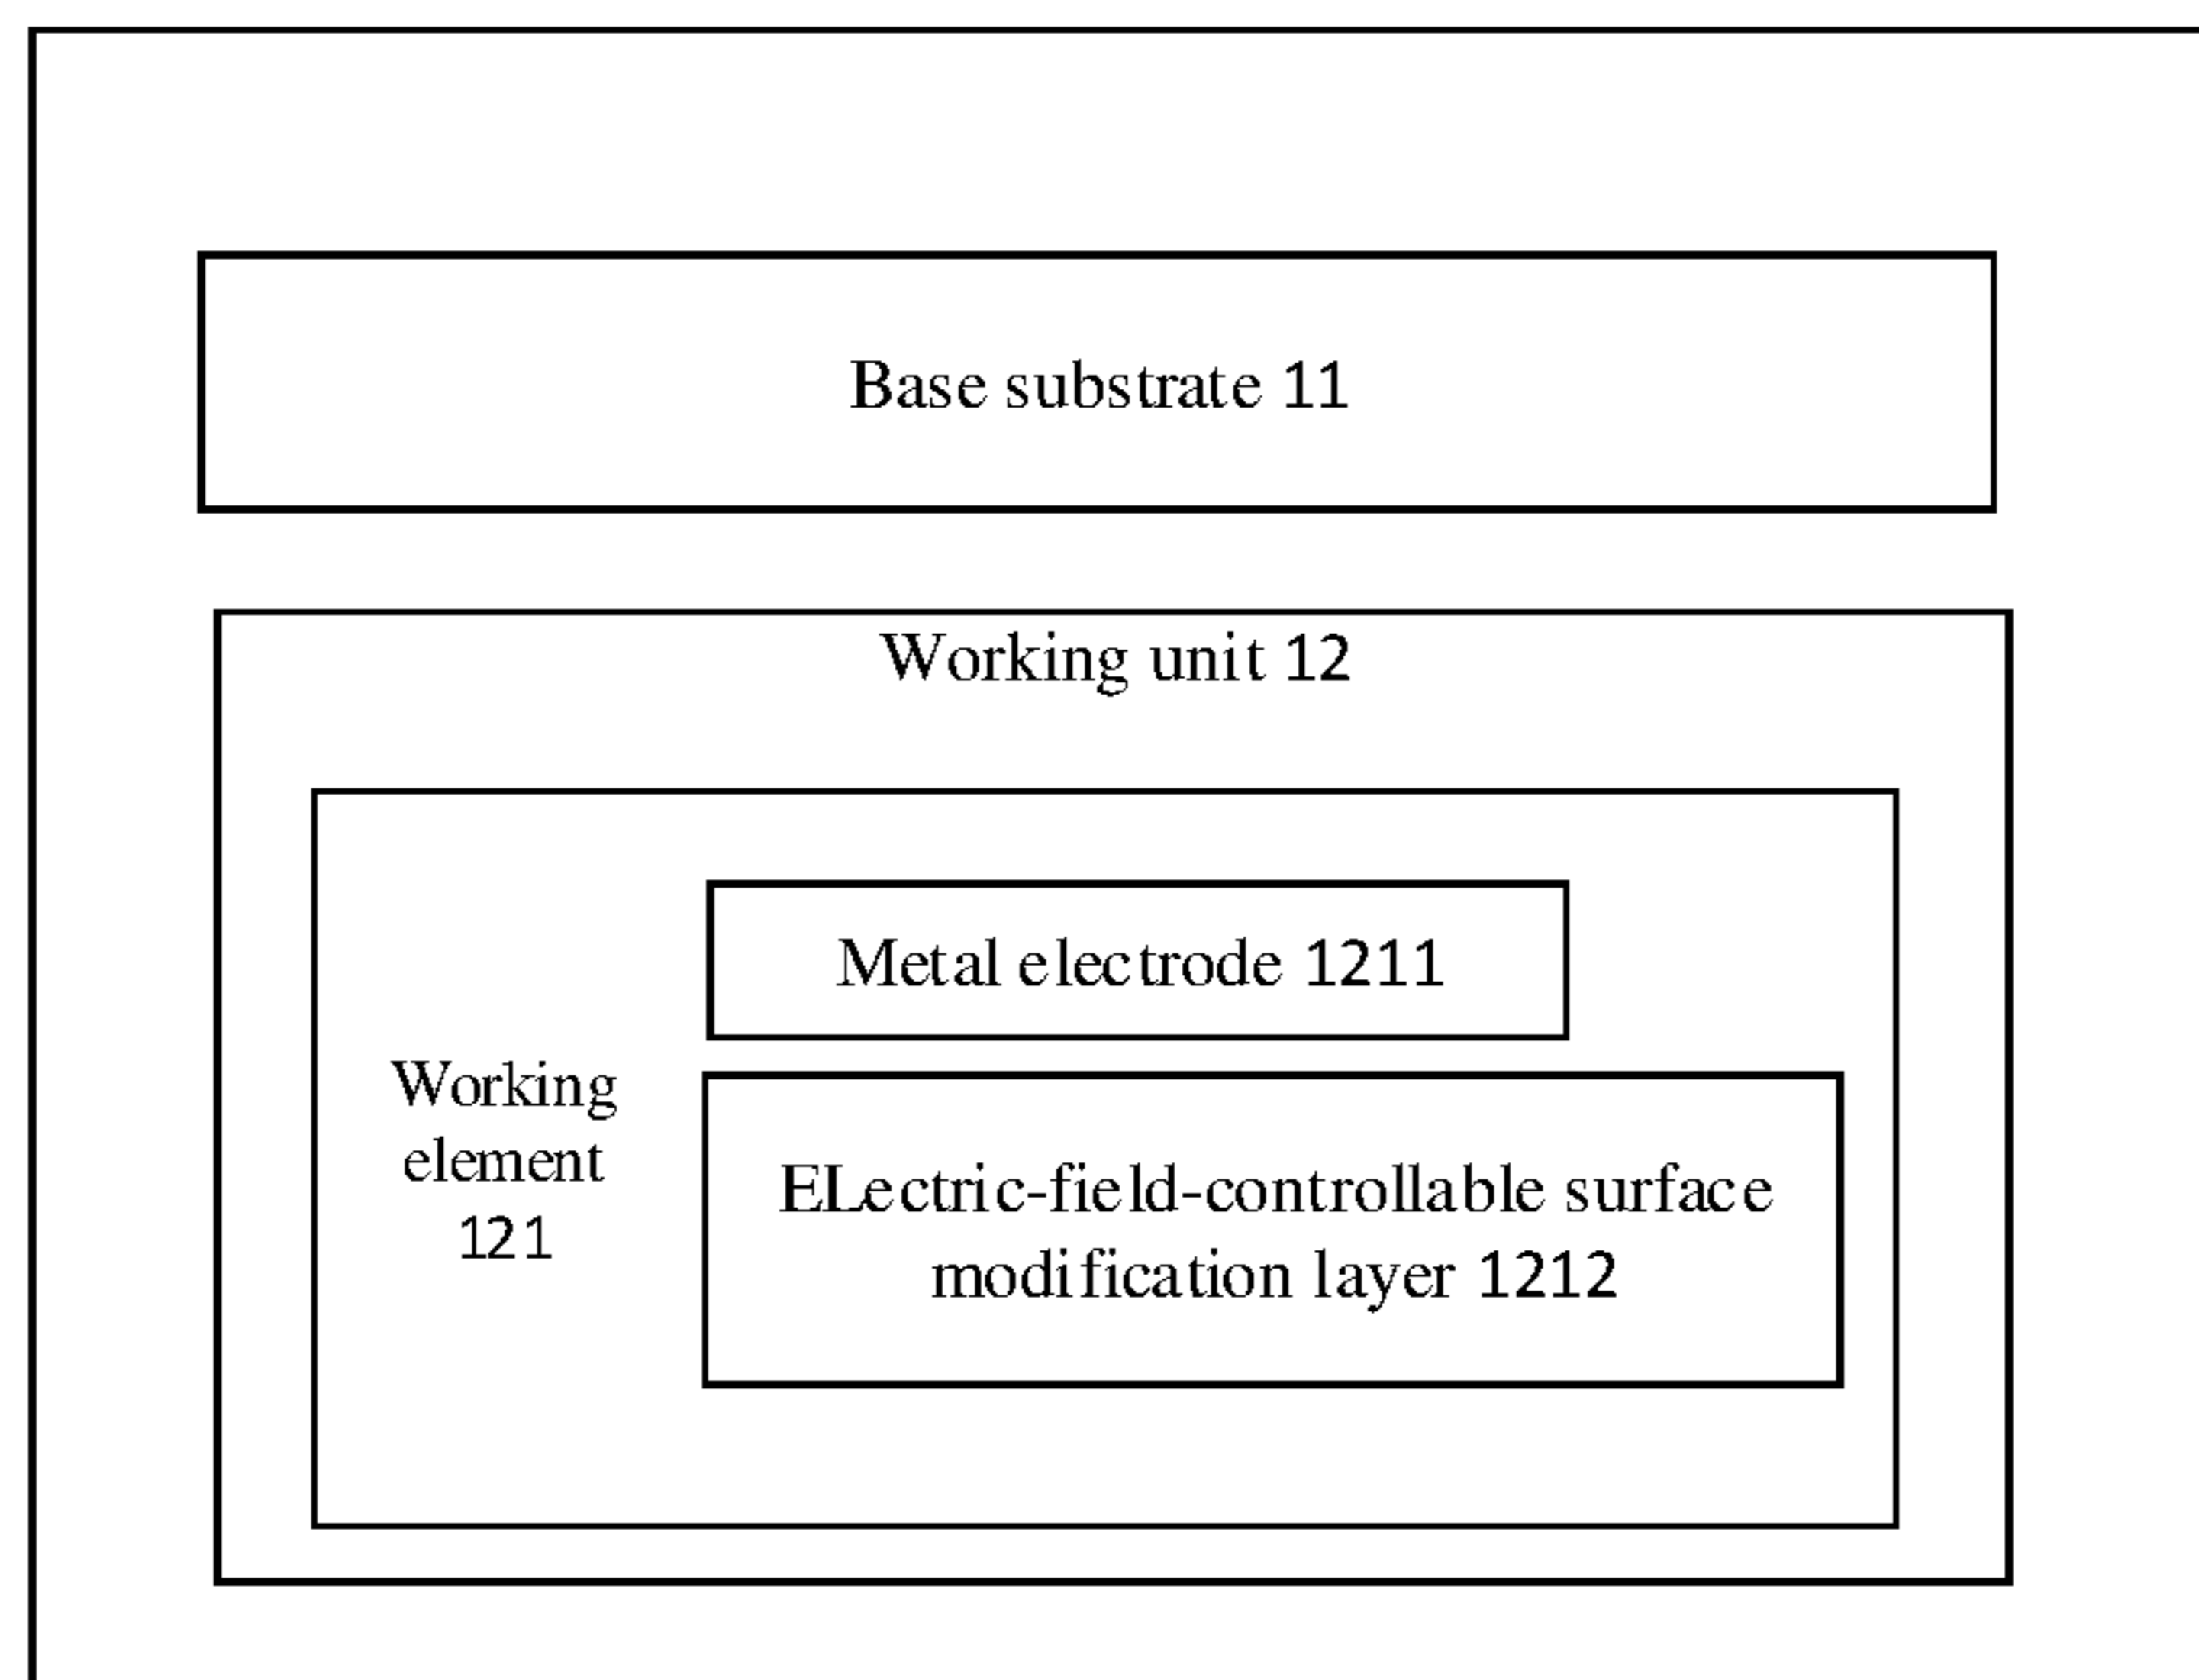 Base substrate 11
Working unit 12
Metal electrode 1211
Working
element
121
ELectric-field-controllable surface
modification layer 1212